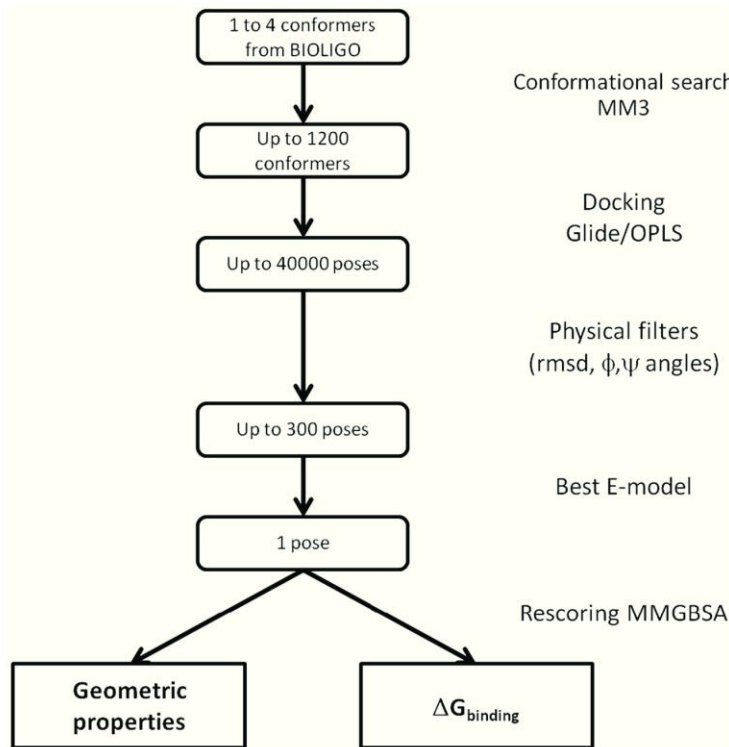 1 to 4 conformers
from BIOLIGO
Conformational search
MM3
Up to 1200
conformers
Docking
Glide/OPLS
Up to 40000 poses
Physical filters
(rmsd, ϕ,ψ angles)
Up to 300 poses
Best E-model
1 pose
Rescoring MMGBSA
Geometric
properties
ΔGbinding